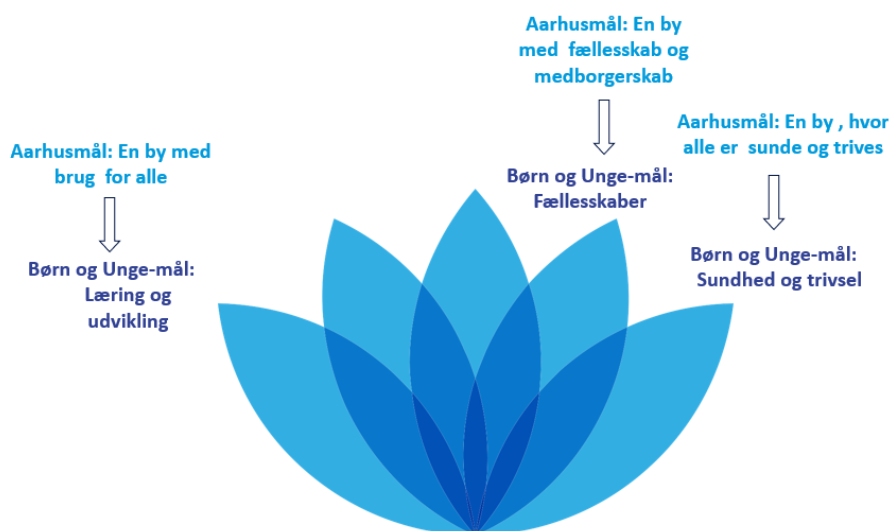 Aarhusmål: En by med
brug for alle
Børn og Unge-mål:
Læring og
udvikling
Aarhusmål: En by
med fællesskab og
medborgerskab
Børn og Unge-mål:
Fællesskaber
Aarhusmål: En by , hvor
alle er sunde og trives
Børn og Unge-mål:
Sundhed og trivsel